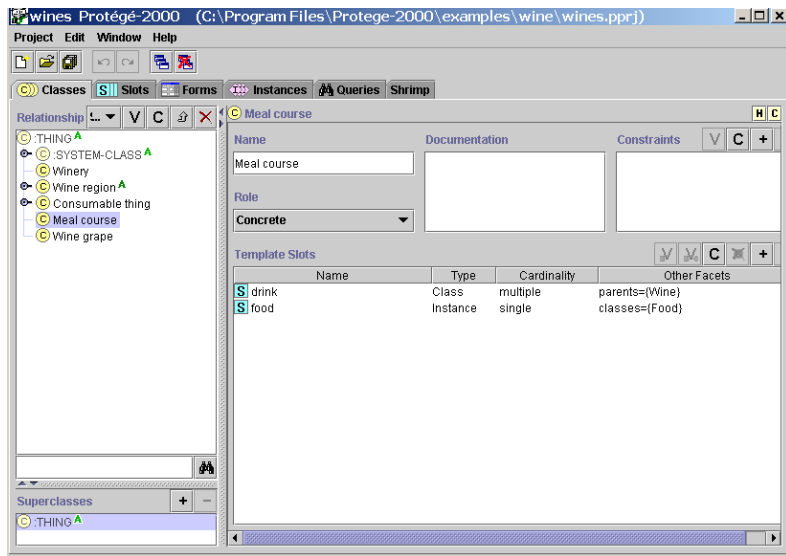 wines Protégé-2000 (C:\Program Files\Protege-2000\examples\wine\wines.pprj)
Project Edit Window Help
C Classes S Slots Forms Instances Queries Shrimp
Relationship ... V C
C Meal course H C
C :THING A
C :SYSTEM-CLASS A
C Winery
C Wine region A
C Consumable thing
C Meal course
C Wine grape
Name Documentation Constraints V C +
Meal course
Role
Concrete
Template Slots V V C +
Name Type Cardinality Other Facets
S drink Class multiple parents={Wine}
S food Instance single classes={Food}
Superclasses + −
C :THING A